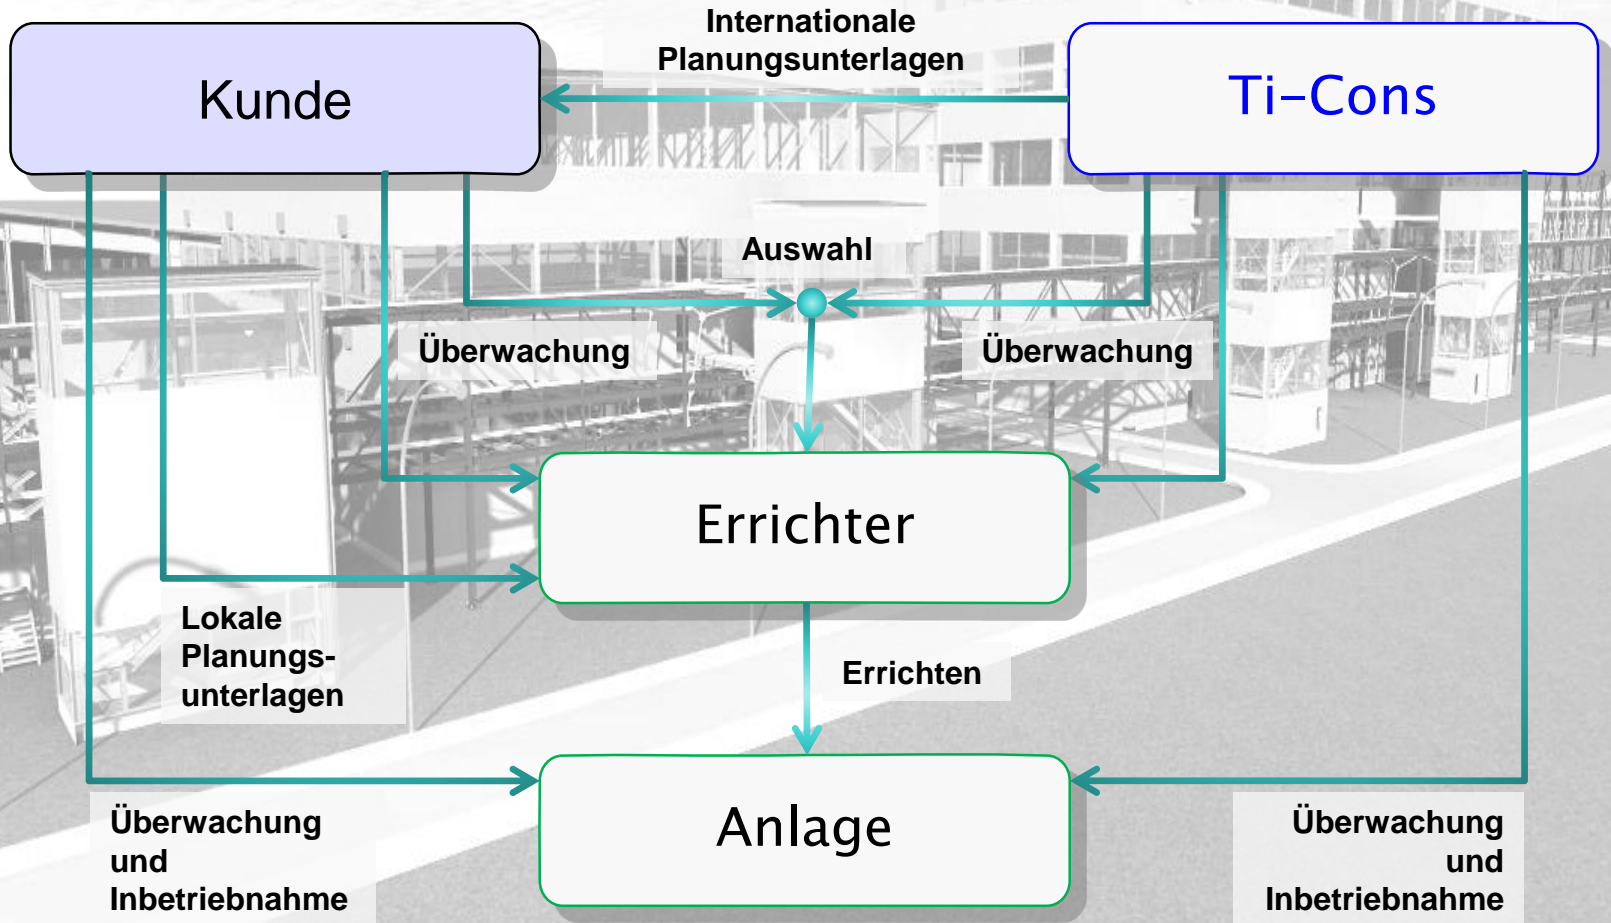 Internationale
Planungsunterlagen
Kunde
Ti-Cons
Auswahl
Überwachung
Überwachung
Errichter
Lokale
Planungs-
unterlagen
Errichten
Anlage
Überwachung
und
Inbetriebnahme
Überwachung
und
Inbetriebnahme